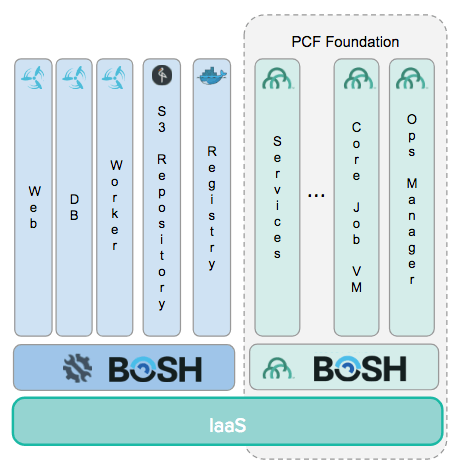 PCF Foundation
Web
DB
Worker
S3 Repository
Registry
Services
...
Core Job VM
Ops Manager
BOSH
BOSH
IaaS